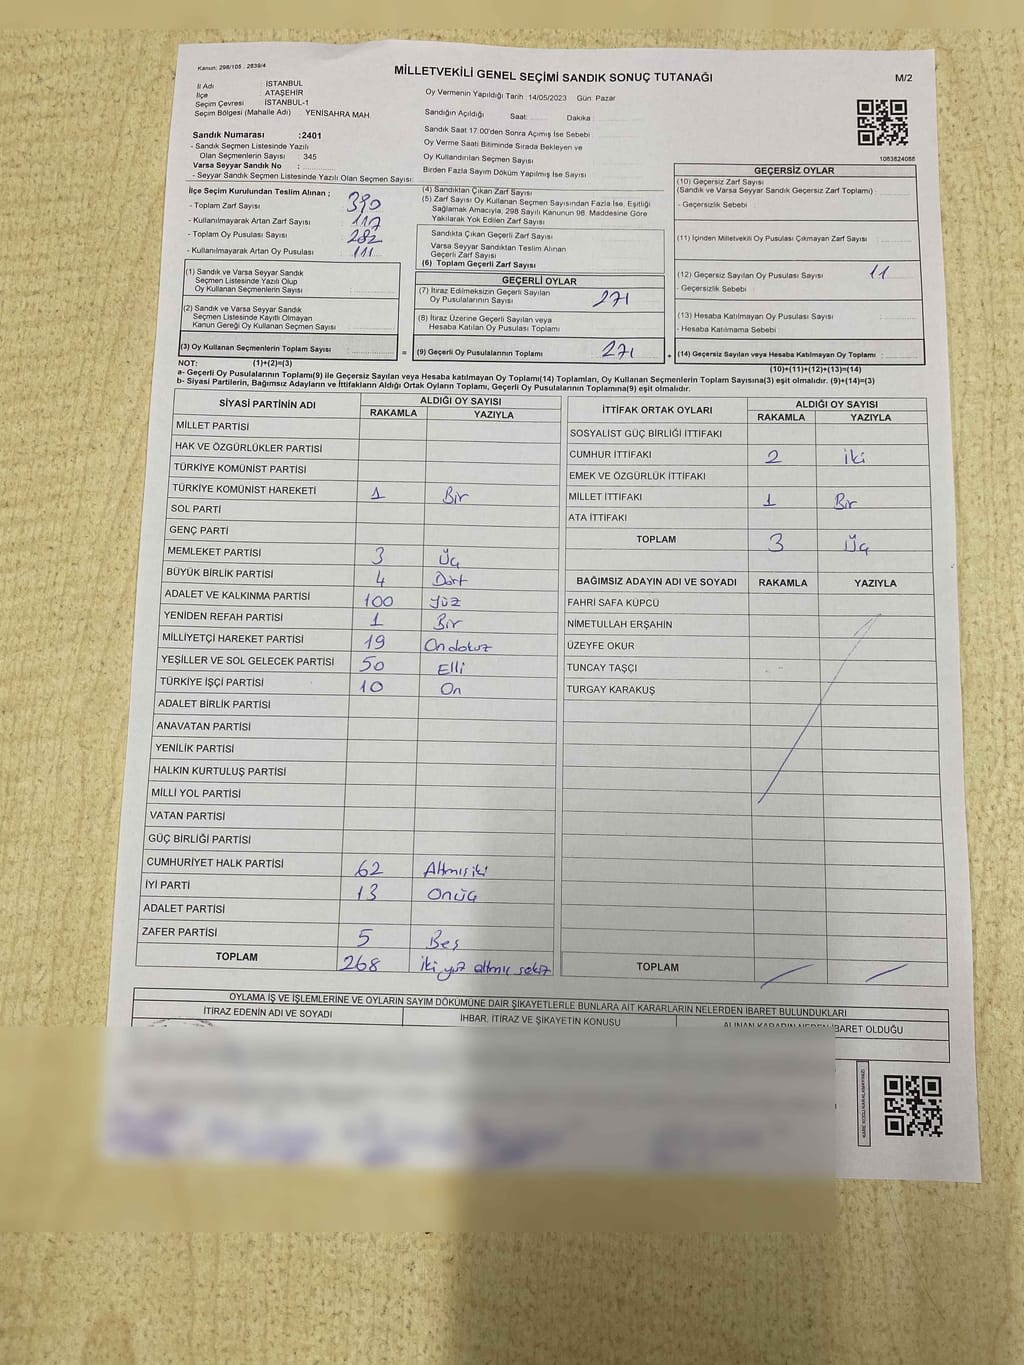 Kanun: 298/105 , 2839/4
MİLLETVEKİLİ GENEL SEÇİMİ SANDIK SONUÇ TUTANAĞI
M/2
İl Adı : İSTANBUL
İlçe : ATAŞEHİR
Seçim Çevresi : İSTANBUL-1
Seçim Bölgesi (Mahalle Adı) : YENİSAHRA MAH.
Sandık Numarası :2401
- Sandık Seçmen Listesinde Yazılı
Olan Seçmenlerin Sayısı : 345
Varsa Seyyar Sandık No :
- Seyyar Sandık Seçmen Listesinde Yazılı Olan Seçmen Sayısı:
Oy Vermenin Yapıldığı Tarih : 14/05/2023 Gün: Pazar
Sandığın Açıldığı Saat: Dakika :
Sandık Saat 17.00'den Sonra Açımış İse Sebebi
Oy Verme Saati Bitiminde Sırada Bekleyen ve
Oy Kullandırılan Seçmen Sayısı
Birden Fazla Sayım Döküm Yapılmış İse Sayısı
1083824088
İlçe Seçim Kurulundan Teslim Alınan ;
- Toplam Zarf Sayısı : 390
- Kullanılmayarak Artan Zarf Sayısı : 117
- Toplam Oy Pusulası Sayısı : 282
- Kullanılmayarak Artan Oy Pusulası : 111
(1) Sandık ve Varsa Seyyar Sandık
Seçmen Listesinde Yazılı Olup
Oy Kullanan Seçmenlerin Sayısı :
(2) Sandık ve Varsa Seyyar Sandık
Seçmen Listesinde Kayıtlı Olmayan
Kanun Gereği Oy Kullanan Seçmen Sayısı :
(3) Oy Kullanan Seçmenlerin Toplam Sayısı :
(4) Sandıktan Çıkan Zarf Sayısı
(5) Zarf Sayısı Oy Kullanan Seçmen Sayısından Fazla İse, Eşitliği
Sağlamak Amacıyla, 298 Sayılı Kanunun 98. Maddesine Göre
Yakılarak Yok Edilen Zarf Sayısı
Sandıkta Çıkan Geçerli Zarf Sayısı
Varsa Seyyar Sandıktan Teslim Alınan
Geçerli Zarf Sayısı
(6) Toplam Geçerli Zarf Sayısı
GEÇERLİ OYLAR
(7) İtiraz Edilmeksizin Geçerli Sayılan
Oy Pusulalarının Sayısı 271
(8) İtiraz Üzerine Geçerli Sayılan veya
Hesaba Katılan Oy Pusulası Toplamı
= (9) Geçerli Oy Pusulalarının Toplamı 271
GEÇERSİZ OYLAR
(10) Geçersiz Zarf Sayısı
(Sandık ve Varsa Seyyar Sandık Geçersiz Zarf Toplamı) :
- Geçersizlik Sebebi :
(11) İçinden Milletvekili Oy Pusulası Çıkmayan Zarf Sayısı :
(12) Geçersiz Sayılan Oy Pusulası Sayısı : 11
- Geçersizlik Sebebi :
(13) Hesaba Katılmayan Oy Pusulası Sayısı :
- Hesaba Katılmama Sebebi :
+ (14) Geçersiz Sayılan veya Hesaba Katılmayan Oy Toplamı :
NOT: (1)+(2)=(3)
(10)+(11)+(12)+(13)=(14)
a- Geçerli Oy Pusulalarının Toplamı(9) ile Geçersiz Sayılan veya Hesaba katılmayan Oy Toplamı(14) Toplamları, Oy Kullanan Seçmenlerin Toplam Sayısına(3) eşit olmalıdır. (9)+(14)=(3)
b- Siyasi Partilerin, Bağımsız Adayların ve İttifakların Aldığı Ortak Oyların Toplamı, Geçerli Oy Pusulalarının Toplamına(9) eşit olmalıdır.
SİYASİ PARTİNİN ADI ALDIĞI OY SAYISI
RAKAMLA YAZIYLA
MİLLET PARTİSİ
HAK VE ÖZGÜRLÜKLER PARTİSİ
TÜRKİYE KOMÜNİST PARTİSİ
TÜRKİYE KOMÜNİST HAREKETİ 1 Bir
SOL PARTİ
GENÇ PARTİ
MEMLEKET PARTİSİ 3 Üç
BÜYÜK BİRLİK PARTİSİ 4 Dört
ADALET VE KALKINMA PARTİSİ 100 Yüz
YENİDEN REFAH PARTİSİ 1 Bir
MİLLİYETÇİ HAREKET PARTİSİ 19 Ondokuz
YEŞİLLER VE SOL GELECEK PARTİSİ 50 Elli
TÜRKİYE İŞÇİ PARTİSİ 10 On
ADALET BİRLİK PARTİSİ
ANAVATAN PARTİSİ
YENİLİK PARTİSİ
HALKIN KURTULUŞ PARTİSİ
MİLLİ YOL PARTİSİ
VATAN PARTİSİ
GÜÇ BİRLİĞİ PARTİSİ
CUMHURİYET HALK PARTİSİ 62 Altmışiki
İYİ PARTİ 13 Onüç
ADALET PARTİSİ
ZAFER PARTİSİ 5 Beş
TOPLAM 268 iki yüz altmış sekiz
İTTİFAK ORTAK OYLARI ALDIĞI OY SAYISI
RAKAMLA YAZIYLA
SOSYALIST GÜÇ BİRLİĞİ İTTİFAKI
CUMHUR İTTİFAKI 2 İki
EMEK VE ÖZGÜRLÜK İTTİFAKI
MİLLET İTTİFAKI 1 Bir
ATA İTTİFAKI
TOPLAM 3 Üç
BAĞIMSIZ ADAYIN ADI VE SOYADI RAKAMLA YAZIYLA
FAHRİ SAFA KÜPCÜ
NİMETULLAH ERŞAHİN
ÜZEYFE OKUR
TUNCAY TAŞÇI
TURGAY KARAKUŞ
TOPLAM
OYLAMA İŞ VE İŞLEMLERİNE VE OYLARIN SAYIM DÖKÜMÜNE DAİR ŞİKAYETLERLE BUNLARA AİT KARARLARIN NELERDEN İBARET BULUNDUKLARI
İTİRAZ EDENİN ADI VE SOYADI İHBAR, İTİRAZ VE ŞİKAYETİN KONUSU ALINAN KARARIN NEDEN İBARET OLDUĞU